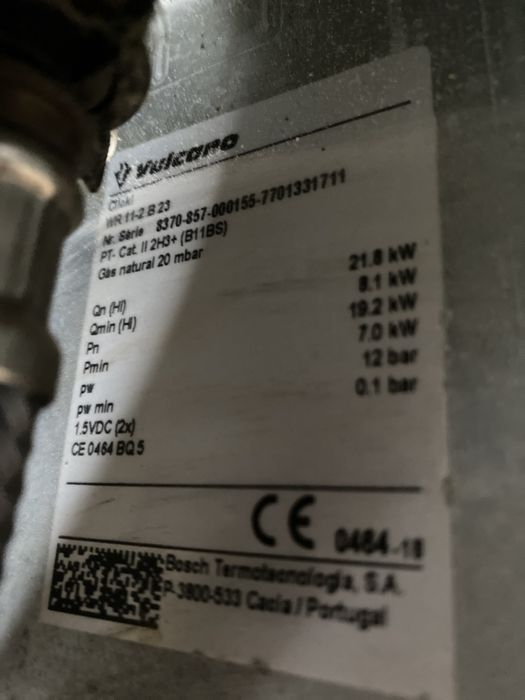 Vulcano
Click!
WR 11-2 B 23
Nr. Série 8370-857-000155-7701331711
PT- Cat. II 2H3+ (B11BS)
Gás natural 20 mbar
Qn (Hi) 21.8 kW
Qmin (Hi) 8.1 kW
Pn 19.2 kW
Pmin 7.0 kW
pw 12 bar
pw min 0.1 bar
1.5VDC (2x)
CE 0464 BQ 5
CE 0464-18
Bosch Termotecnologia, S.A.
P-3800-533 Cacia / Portugal